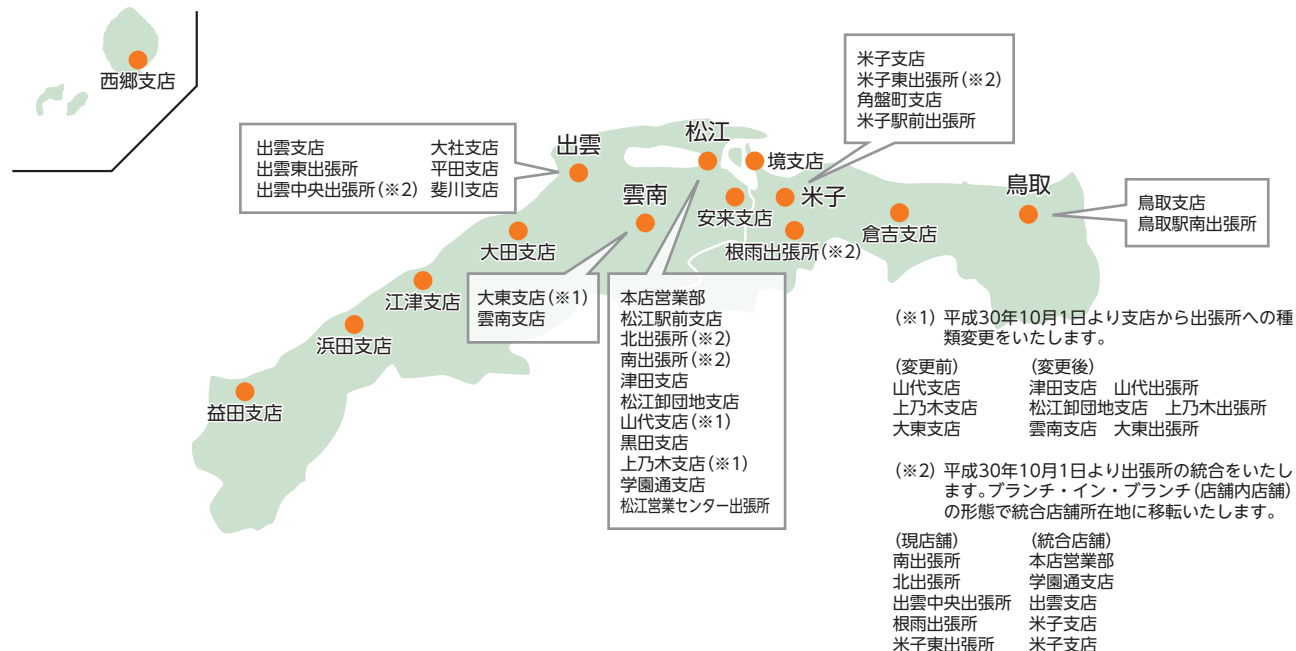 西郷支店
出雲支店 大社支店
出雲東出張所 平田支店
出雲中央出張所(※2) 斐川支店
出雲
松江
境支店
米子支店
米子東出張所(※2)
角盤町支店
米子駅前出張所
雲南
安来支店
米子
鳥取
鳥取支店
鳥取駅南出張所
大田支店
根雨出張所(※2)
倉吉支店
江津支店
大東支店(※1)
雲南支店
浜田支店
益田支店
本店営業部
松江駅前支店
北出張所(※2)
南出張所(※2)
津田支店
松江卸団地支店
山代支店(※1)
黒田支店
上乃木支店(※1)
学園通支店
松江営業センター出張所
(※1) 平成30年10月1日より支店から出張所への種
類変更をいたします。
(変更前) (変更後)
山代支店 津田支店 山代出張所
上乃木支店 松江卸団地支店 上乃木出張所
大東支店 雲南支店 大東出張所
(※2) 平成30年10月1日より出張所の統合をいたし
ます。ブランチ・イン・ブランチ(店舗内店舗)
の形態で統合店舗所在地に移転いたします。
(現店舗) (統合店舗)
南出張所 本店営業部
北出張所 学園通支店
出雲中央出張所 出雲支店
根雨出張所 米子支店
米子東出張所 米子支店